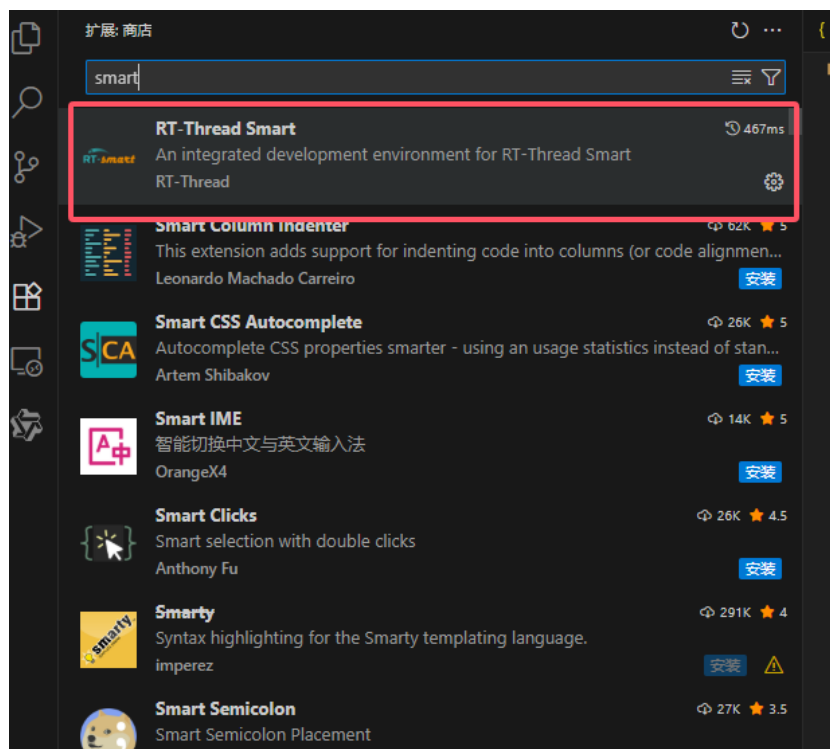 扩展: 商店
smart
RT-Thread Smart 467ms
RT-smart
An integrated development environment for RT-Thread Smart
RT-Thread
Smart Column Indenter 62K 5
This extension adds support for indenting code into columns (or code alignmen...
Leonardo Machado Carreiro 安装
Smart CSS Autocomplete 26K 5
S CA
Autocomplete CSS properties smarter - using an usage statistics instead of stan...
Artem Shibakov 安装
Smart IME 14K 5
A 中
智能切换中文与英文输入法
OrangeX4 安装
Smart Clicks 26K 4.5
Smart selection with double clicks
Anthony Fu 安装
Smarty 291K 4
smarty
Syntax highlighting for the Smarty templating language.
imperez 安装
Smart Semicolon 27K 3.5
Smart Semicolon Placement